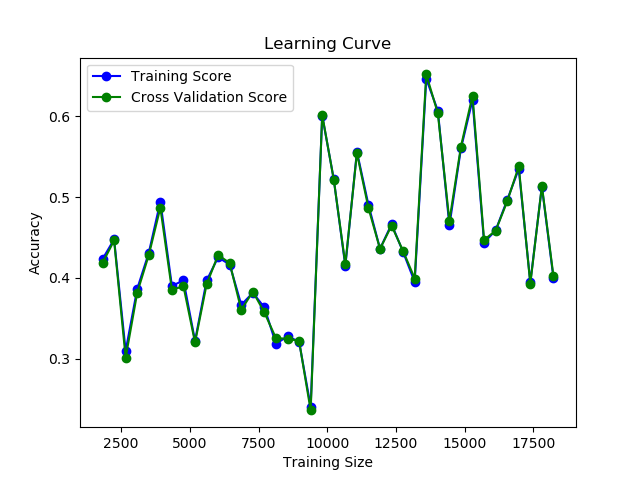 Learning Curve
Training Score
Cross Validation Score
0.6
0.5
0.4
0.3
Accuracy
2500 5000 7500 10000 12500 15000 17500
Training Size